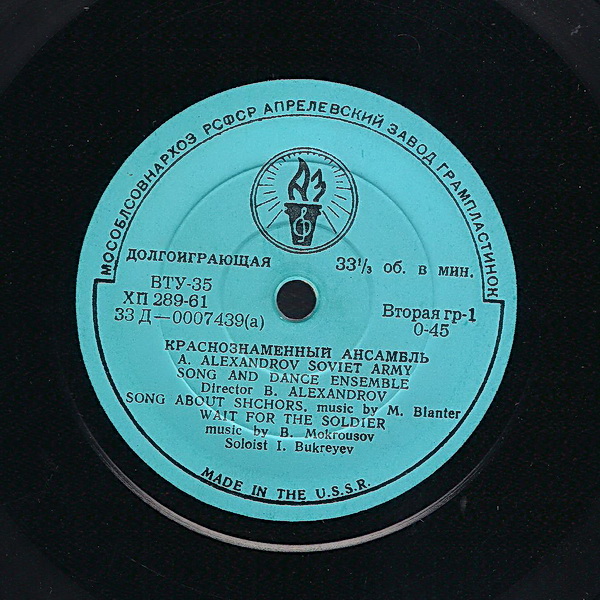 МОСОБЛСОВНАРХОЗ РСФСР АПРЕЛЕВСКИЙ ЗАВОД ГРАМПЛАСТИНОК
АЗ
ДОЛГОИГРАЮЩАЯ 33⅓ об. в мин.
ВТУ-35
ХП 289-61 Вторая гр-1
33 Д—0007439(а) 0-45
КРАСНОЗНАМЕННЫЙ АНСАМБЛЬ
A. ALEXANDROV SOVIET ARMY
SONG AND DANCE ENSEMBLE
Director B. ALEXANDROV
SONG ABOUT SHCHORS, music by M. Blanter
WAIT FOR THE SOLDIER
music by B. Mokrousov
Soloist I. Bukreyev
MADE IN THE U.S.S.R.